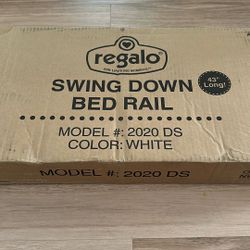 regalo
SWING DOWN
BED RAIL
43"
Long!
MODEL #: 2020 DS
COLOR: WHITE
MODEL #: 2020 DS